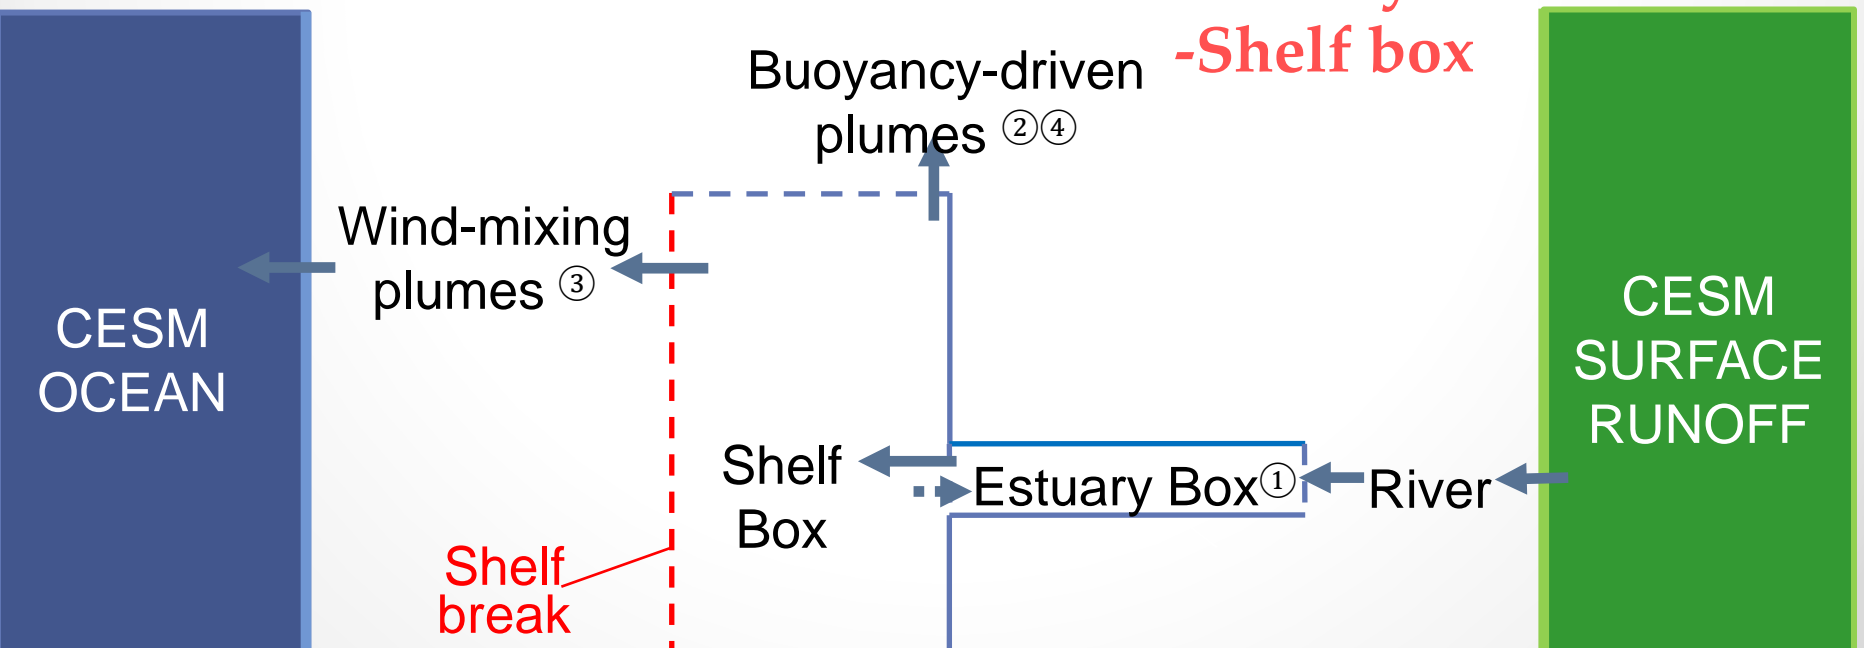 -Shelf box
Buoyancy-driven
plumes ②④
Wind-mixing
plumes ③
CESM
OCEAN
CESM
SURFACE
RUNOFF
Shelf
Box
Estuary Box①
River
Shelf
break